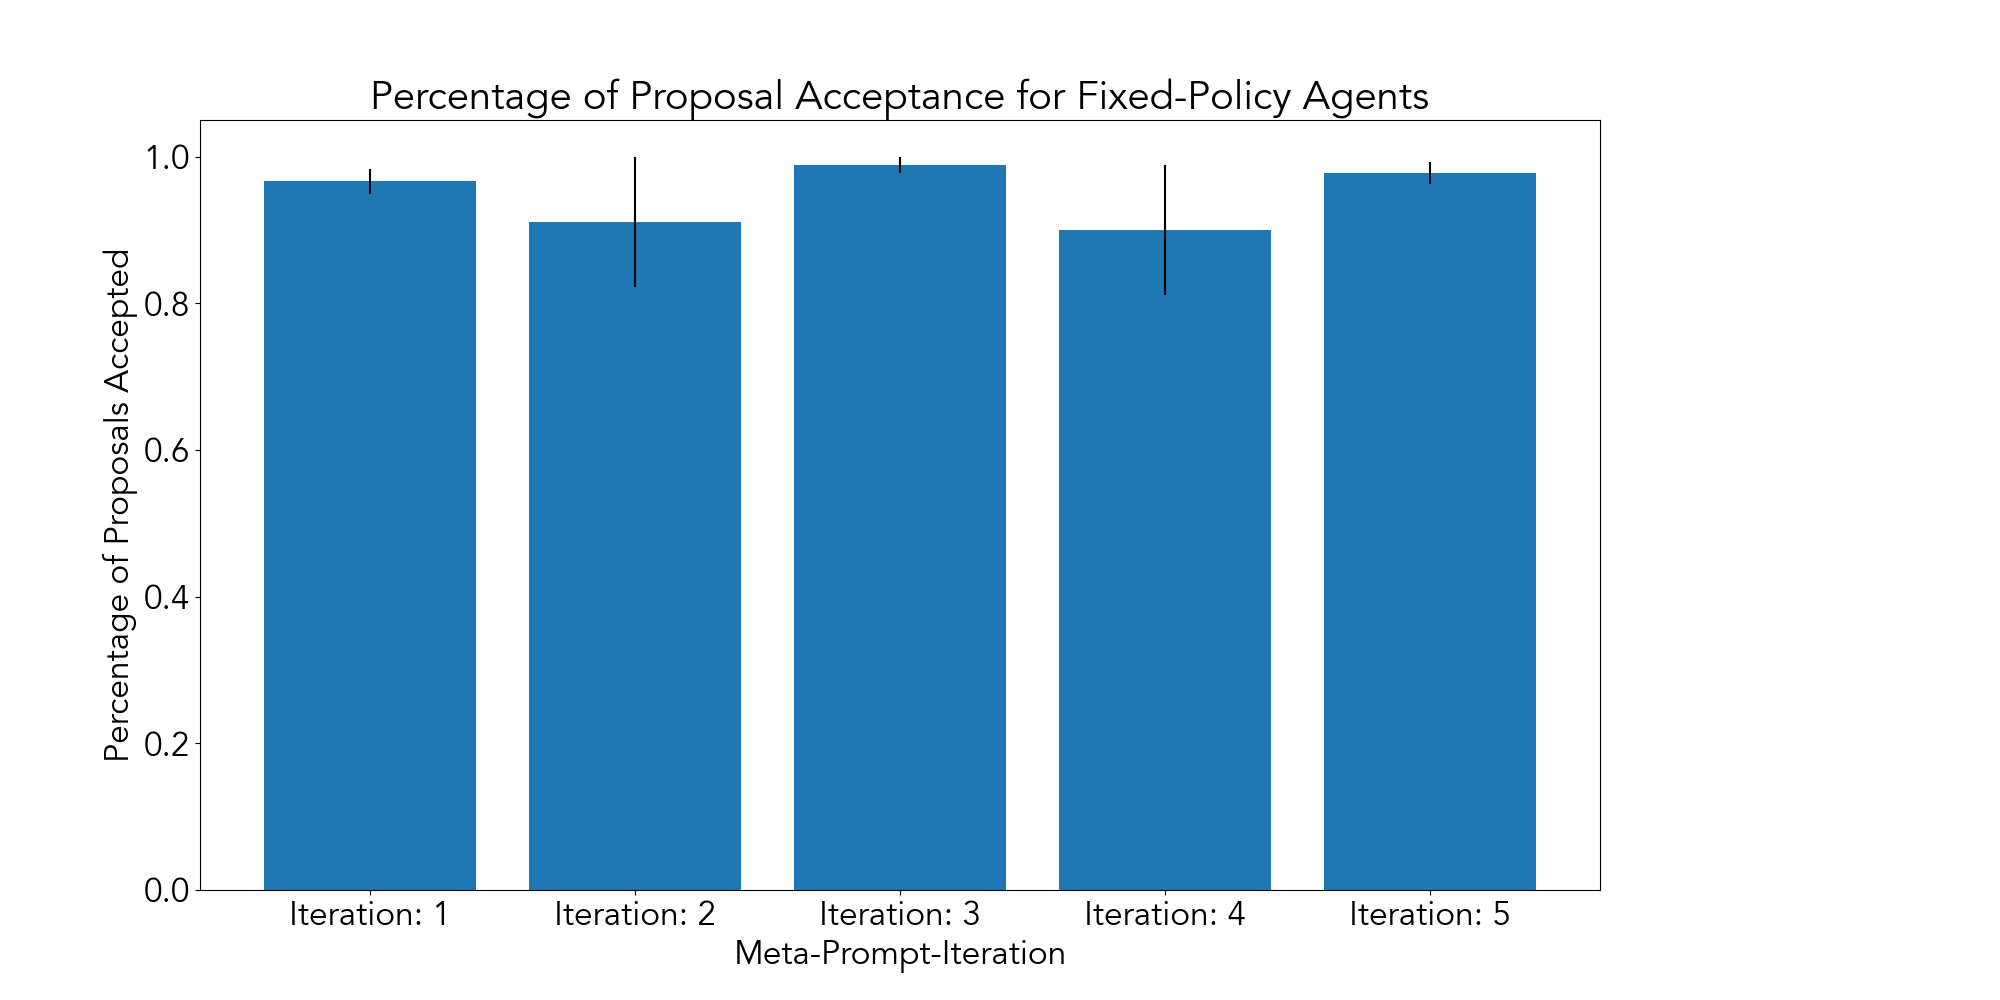 Percentage of Proposal Acceptance for Fixed-Policy Agents
Percentage of Proposals Accepted
1.0
0.8
0.6
0.4
0.2
0.0
Iteration: 1
Iteration: 2
Iteration: 3
Iteration: 4
Iteration: 5
Meta-Prompt-Iteration